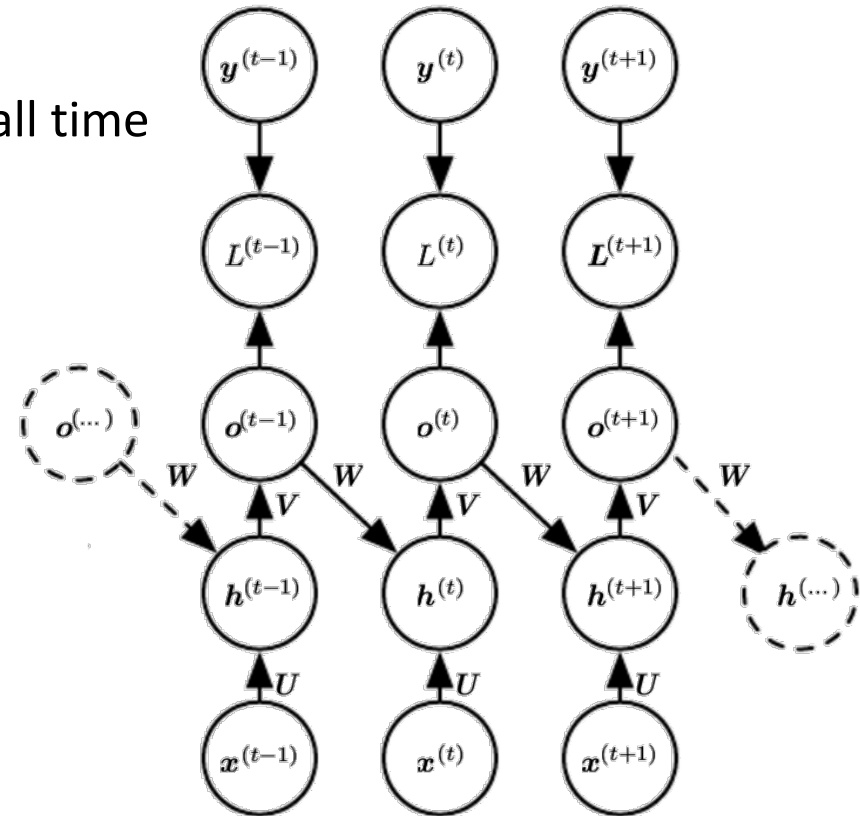 y^(t−1) y^(t) y^(t+1)
all time
L^(t−1) L^(t) L^(t+1)
o^(...) o^(t−1) o^(t) o^(t+1)
W W W W
V V V
h^(t−1) h^(t) h^(t+1) h^(...)
U U U
x^(t−1) x^(t) x^(t+1)